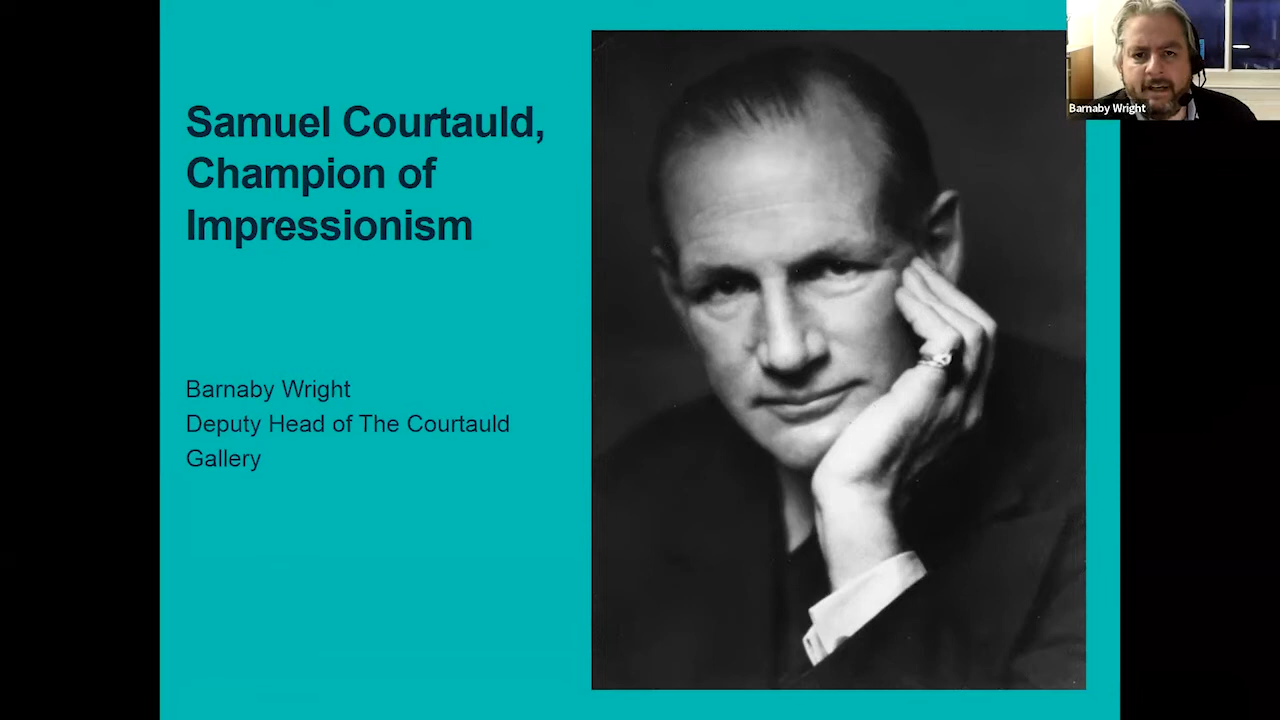 Samuel Courtauld,
Champion of
Impressionism
Barnaby Wright
Deputy Head of The Courtauld
Gallery
Barnaby Wright